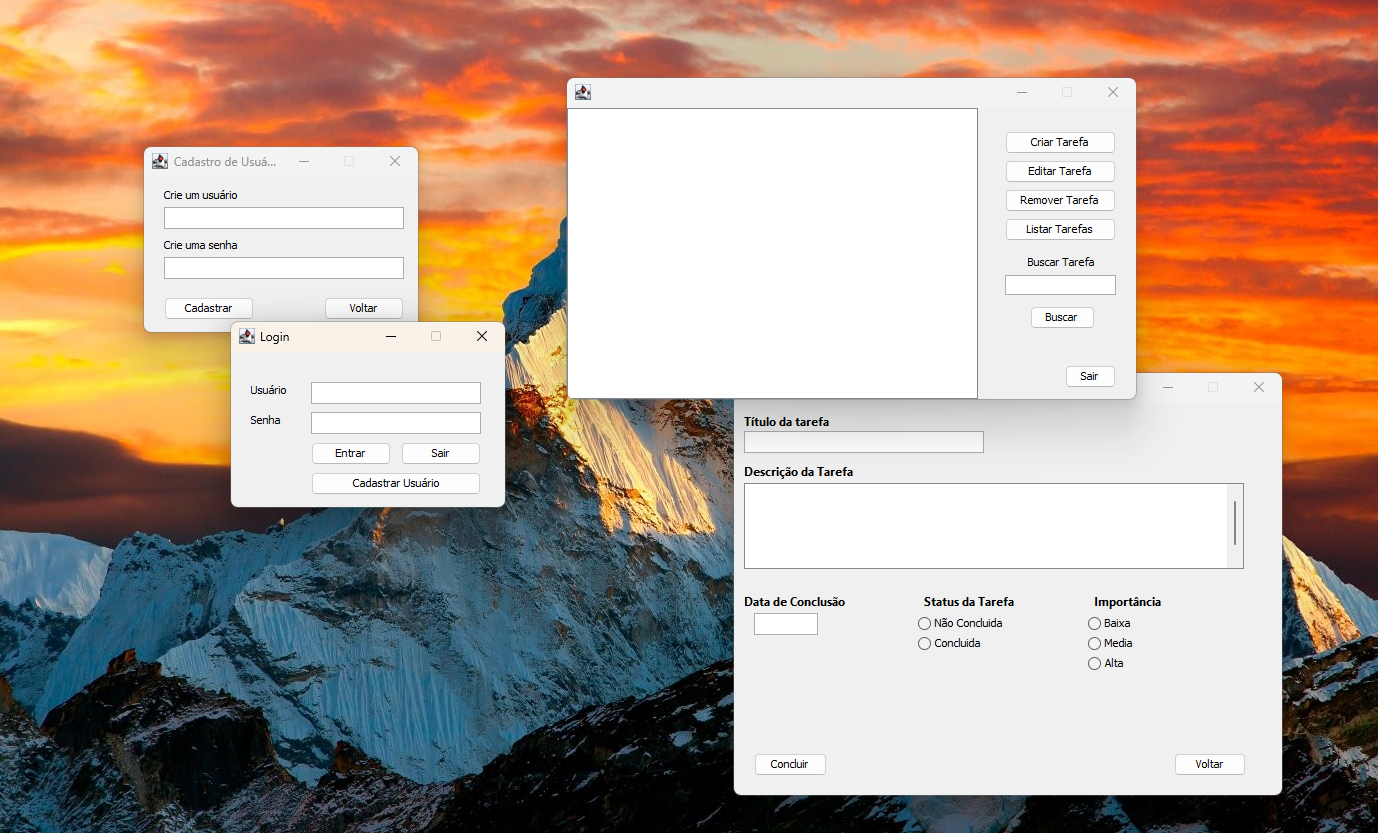 Cadastro de Usuá...
Crie um usuário
Crie uma senha
Cadastrar
Voltar
Login
Usuário
Senha
Entrar
Sair
Cadastrar Usuário
Criar Tarefa
Editar Tarefa
Remover Tarefa
Listar Tarefas
Buscar Tarefa
Buscar
Sair
Título da tarefa
Descrição da Tarefa
Data de Conclusão
Status da Tarefa
Não Concluida
Concluida
Importância
Baixa
Media
Alta
Concluir
Voltar